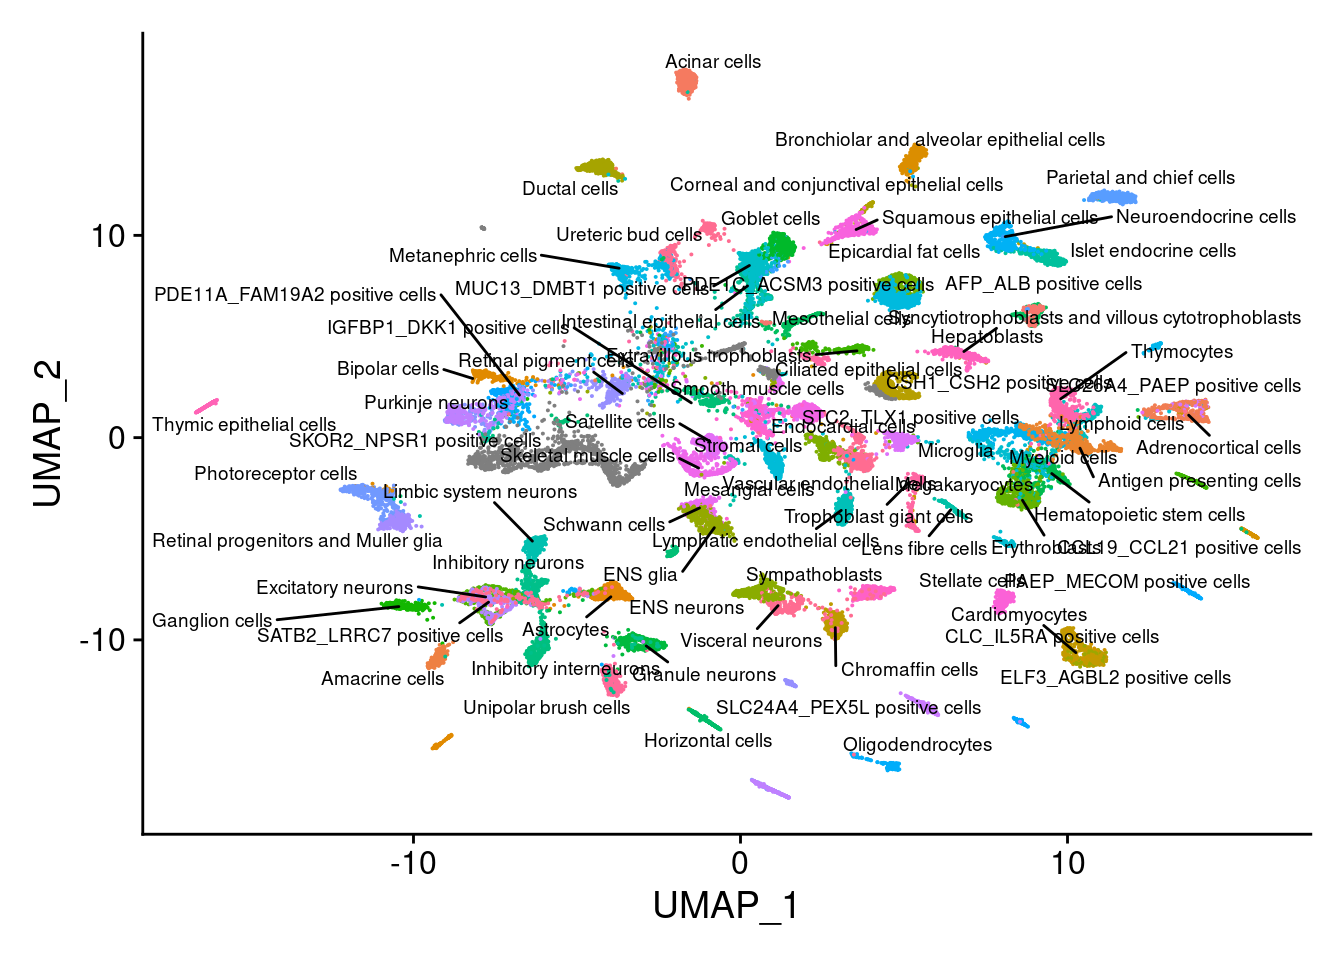 Acinar cells
Bronchiolar and alveolar epithelial cells
Ductal cells
Corneal and conjunctival epithelial cells
Parietal and chief cells
Goblet cells
Squamous epithelial cells
Neuroendocrine cells
Ureteric bud cells
Metanephric cells
Epicardial fat cells
Islet endocrine cells
PDE11A_FAM19A2 positive cells
MUC13_DMBT1 positive cells
PDE1C_ACSM3 positive cells
AFP_ALB positive cells
IGFBP1_DKK1 positive cells
Intestinal epithelial cells
Mesothelial cells
Syncytiotrophoblasts and villous cytotrophoblasts
Hepatoblasts
Thymocytes
Bipolar cells
Retinal pigment cells
Extravillous trophoblasts
Ciliated epithelial cells
Smooth muscle cells
CSH1_CSH2 positive cells
SLC26A4_PAEP positive cells
Purkinje neurons
Thymic epithelial cells
Satellite cells
STC2_TLX1 positive cells
Endocardial cells
Lymphoid cells
SKOR2_NPSR1 positive cells
Stromal cells
Adrenocortical cells
Skeletal muscle cells
Microglia
Myeloid cells
Photoreceptor cells
Antigen presenting cells
Limbic system neurons
Mesangial cells
Vascular endothelial cells
Megakaryocytes
Schwann cells
Trophoblast giant cells
Hematopoietic stem cells
Retinal progenitors and Muller glia
Lymphatic endothelial cells
Lens fibre cells
Erythroblasts
CCL19_CCL21 positive cells
Inhibitory neurons
ENS glia
Sympathoblasts
Stellate cells
PAEP_MECOM positive cells
Excitatory neurons
ENS neurons
Cardiomyocytes
Ganglion cells
SATB2_LRRC7 positive cells
Astrocytes
Visceral neurons
CLC_IL5RA positive cells
Amacrine cells
Inhibitory interneurons
Granule neurons
Chromaffin cells
ELF3_AGBL2 positive cells
Unipolar brush cells
SLC24A4_PEX5L positive cells
Horizontal cells
Oligodendrocytes
10
0
-10
-10
0
10
UMAP_1
UMAP_2